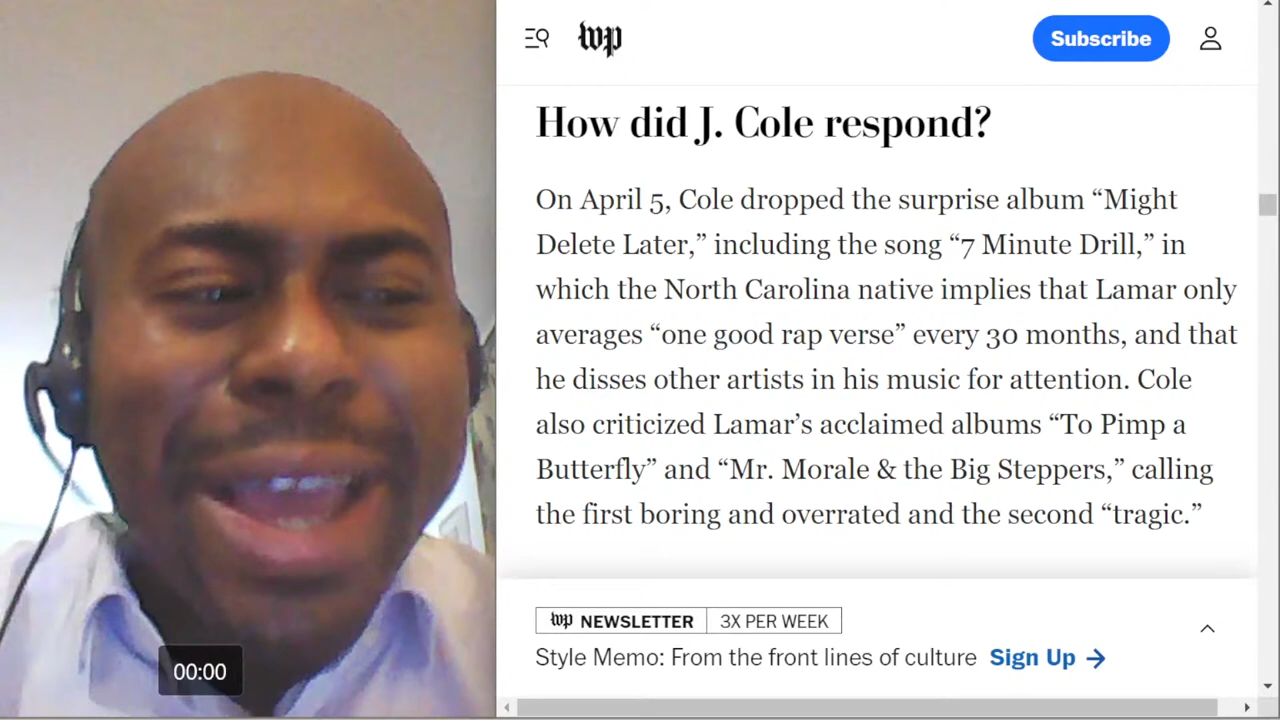 wp
Subscribe
How did J. Cole respond?
On April 5, Cole dropped the surprise album “Might
Delete Later,” including the song “7 Minute Drill,” in
which the North Carolina native implies that Lamar only
averages “one good rap verse” every 30 months, and that
he disses other artists in his music for attention. Cole
also criticized Lamar’s acclaimed albums “To Pimp a
Butterfly” and “Mr. Morale & the Big Steppers,” calling
the first boring and overrated and the second “tragic.”
wp NEWSLETTER 3X PER WEEK
Style Memo: From the front lines of culture Sign Up →
00:00